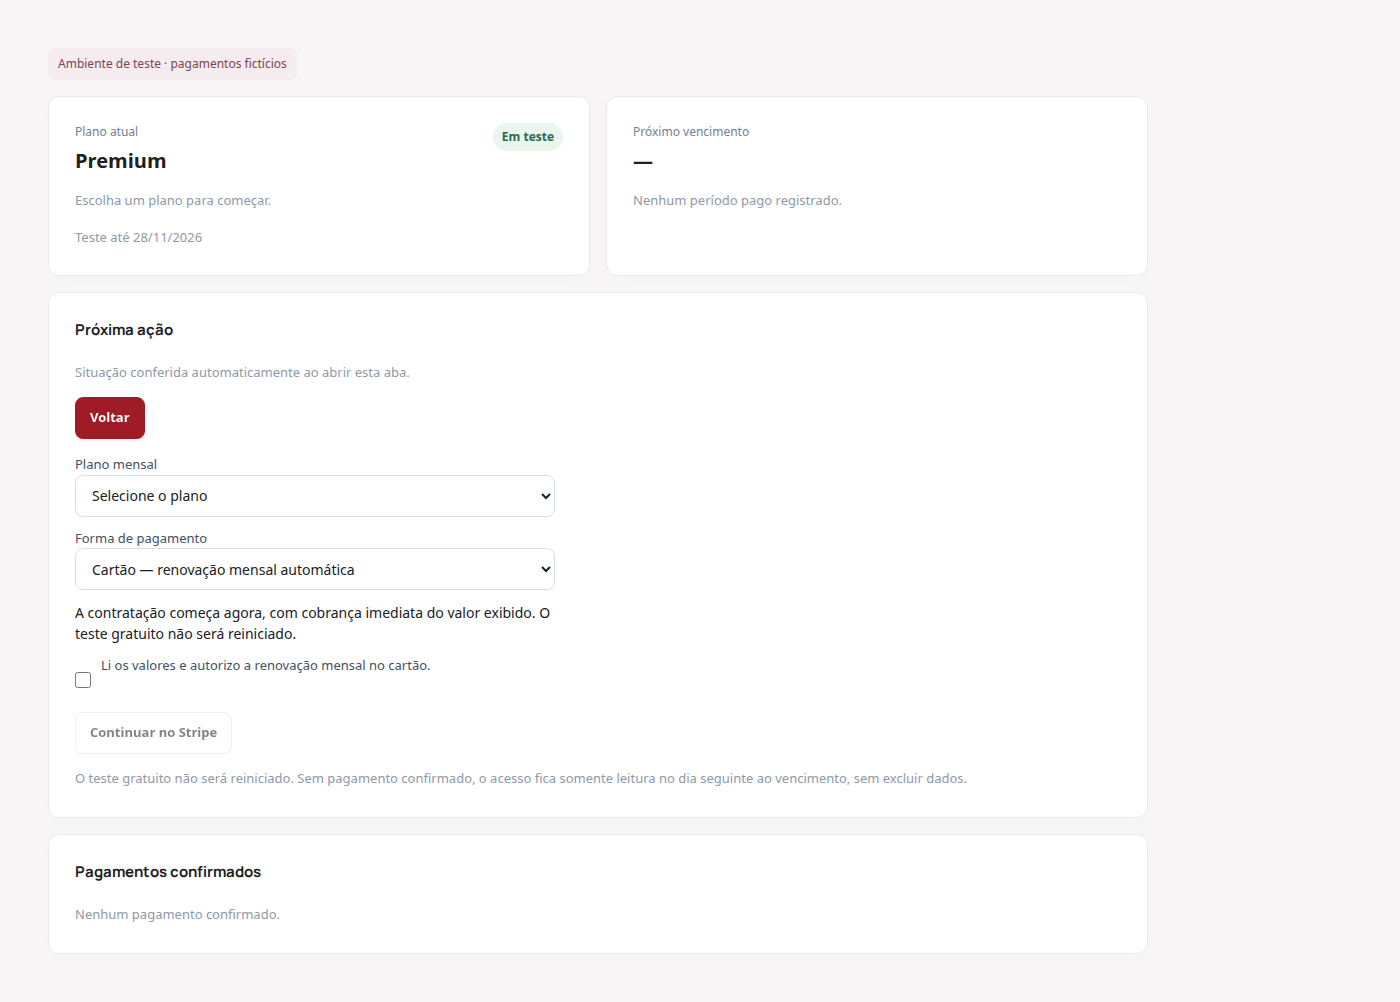 Ambiente de teste · pagamentos fictícios
Plano atual
Em teste
Premium
Escolha um plano para começar.
Teste até 28/11/2026
Próximo vencimento
—
Nenhum período pago registrado.
Próxima ação
Situação conferida automaticamente ao abrir esta aba.
Voltar
Plano mensal
Selecione o plano
Forma de pagamento
Cartão — renovação mensal automática
A contratação começa agora, com cobrança imediata do valor exibido. O
teste gratuito não será reiniciado.
Li os valores e autorizo a renovação mensal no cartão.
Continuar no Stripe
O teste gratuito não será reiniciado. Sem pagamento confirmado, o acesso fica somente leitura no dia seguinte ao vencimento, sem excluir dados.
Pagamentos confirmados
Nenhum pagamento confirmado.